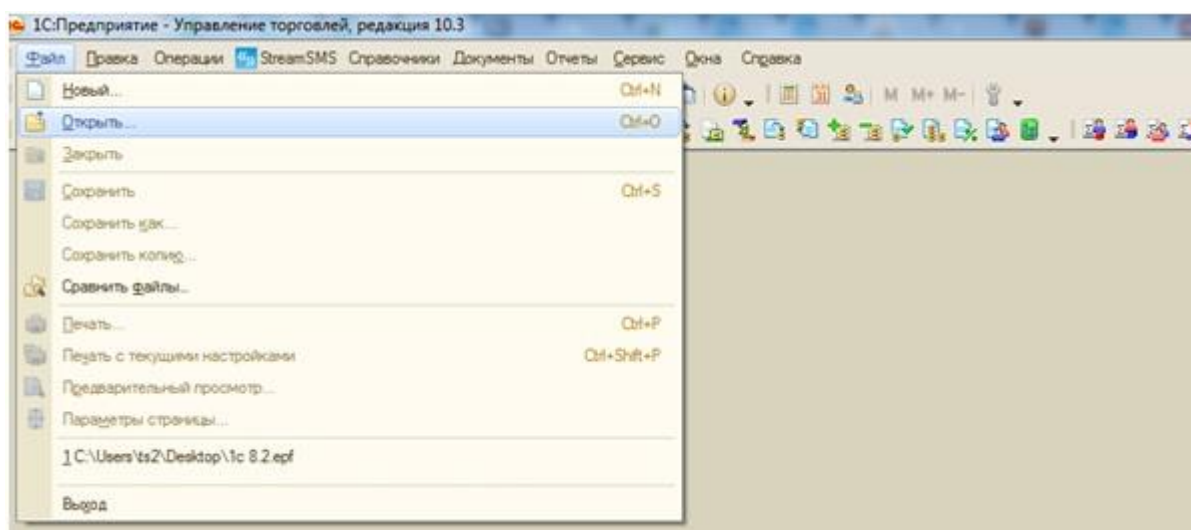 1С:Предприятие - Управление торговлей, редакция 10.3
Файл Правка Операции StreamSMS Справочники Документы Отчеты Сервис Окна Справка
Новый... Ctrl+N
M M+ M-
Открыть... Ctrl+O
Закрыть
Сохранить Ctrl+S
Сохранить как...
Сохранить копию...
Сравнить файлы...
Печать... Ctrl+P
Печать с текущими настройками Ctrl+Shift+P
Предварительный просмотр...
Параметры страницы...
1 C:\Users\ts2\Desktop\1c 8.2.epf
Выход